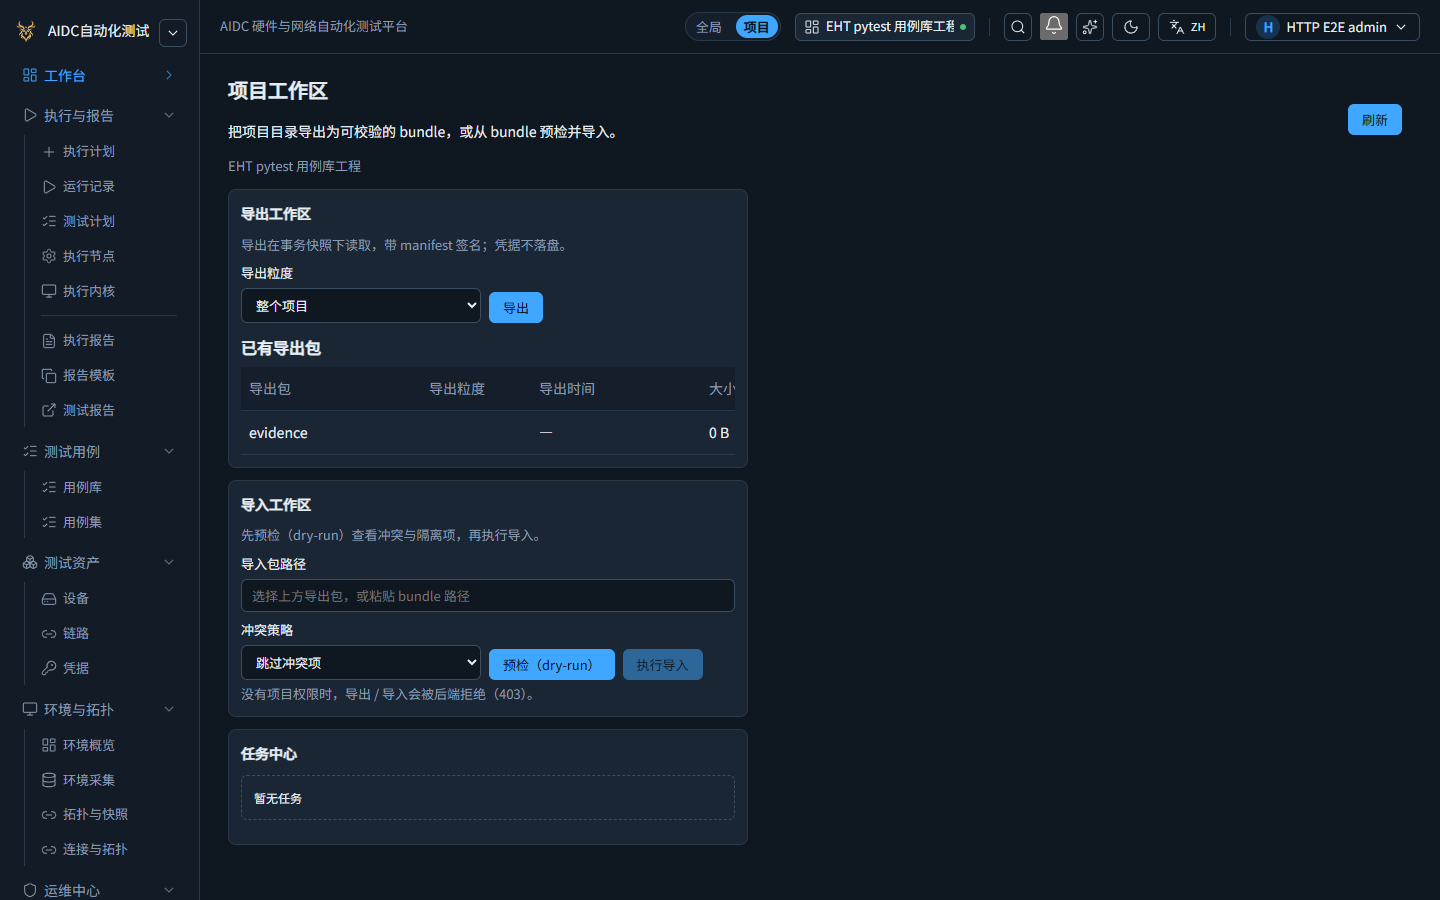 AIDC自动化测试
AIDC 硬件与网络自动化测试平台
全局
项目
EHT pytest 用例库工程
ZH
H
HTTP E2E admin
工作台
执行与报告
执行计划
运行记录
测试计划
执行节点
执行内核
执行报告
报告模板
测试报告
测试用例
用例库
用例集
测试资产
设备
链路
凭据
环境与拓扑
环境概览
环境采集
拓扑与快照
连接与拓扑
运维中心
项目工作区
把项目目录导出为可校验的 bundle，或从 bundle 预检并导入。
刷新
EHT pytest 用例库工程
导出工作区
导出在事务快照下读取，带 manifest 签名；凭据不落盘。
导出粒度
整个项目
导出
已有导出包
导出包 导出粒度 导出时间 大小
evidence — 0 B
导入工作区
先预检（dry-run）查看冲突与隔离项，再执行导入。
导入包路径
选择上方导出包，或粘贴 bundle 路径
冲突策略
跳过冲突项
预检（dry-run）
执行导入
没有项目权限时，导出 / 导入会被后端拒绝（403）。
任务中心
暂无任务